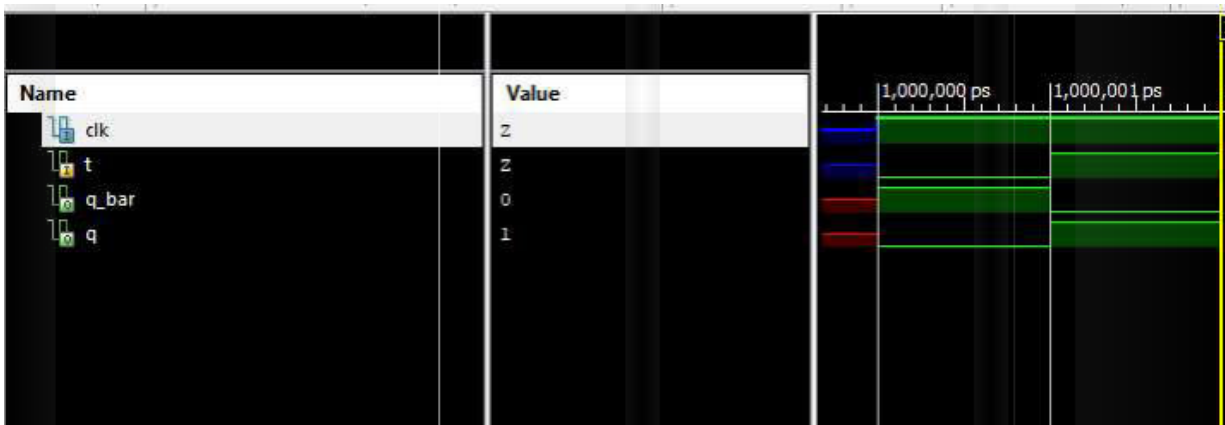 Name Value 1,000,000 ps 1,000,001 ps
clk Z
t Z
q_bar 0
q 1